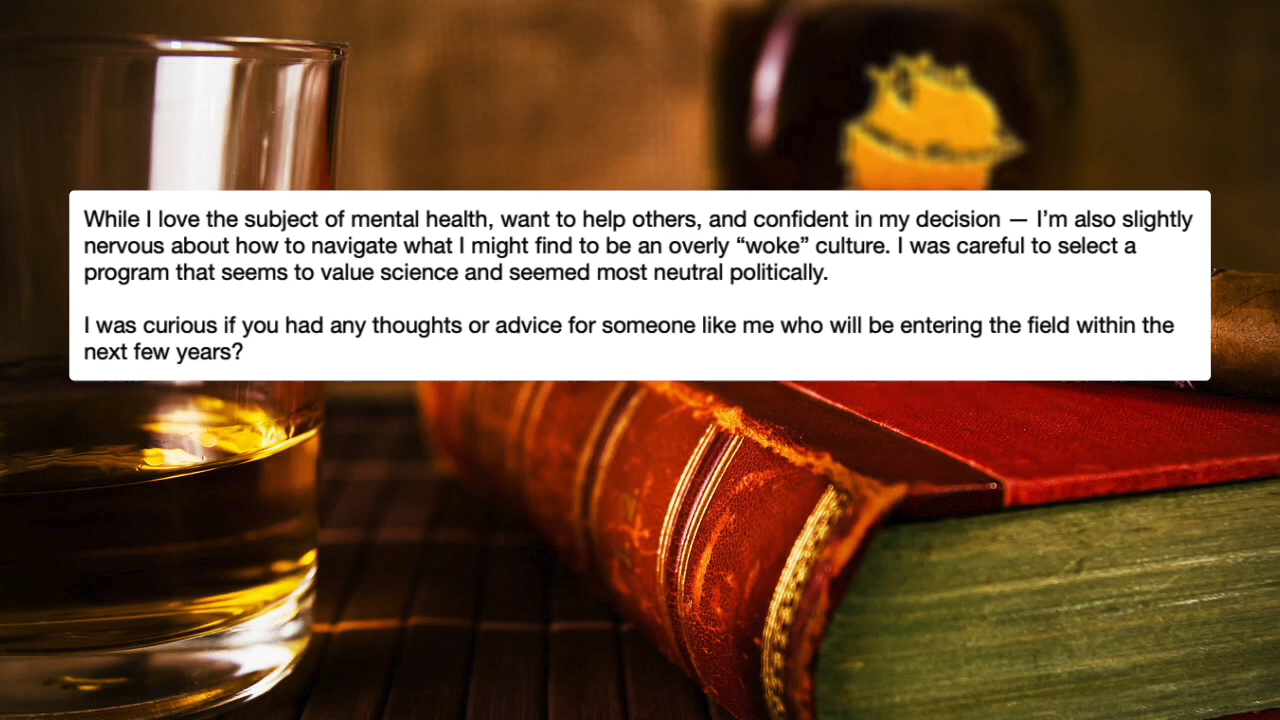 While I love the subject of mental health, want to help others, and confident in my decision — I’m also slightly
nervous about how to navigate what I might find to be an overly “woke” culture. I was careful to select a
program that seems to value science and seemed most neutral politically.
I was curious if you had any thoughts or advice for someone like me who will be entering the field within the
next few years?